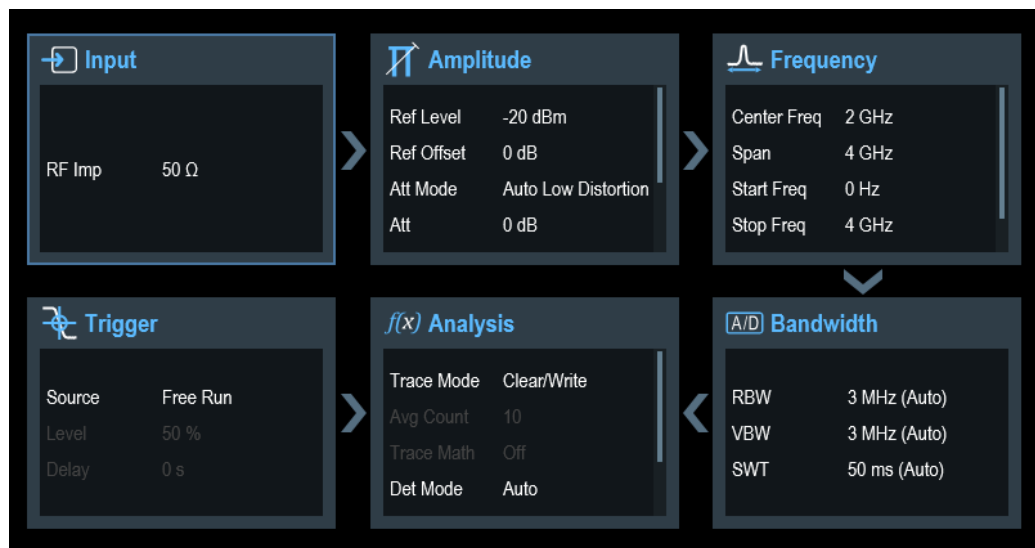 Input
RF Imp 50 Ω
Amplitude
Ref Level -20 dBm
Ref Offset 0 dB
Att Mode Auto Low Distortion
Att 0 dB
Frequency
Center Freq 2 GHz
Span 4 GHz
Start Freq 0 Hz
Stop Freq 4 GHz
Trigger
Source Free Run
Level 50 %
Delay 0 s
f(x) Analysis
Trace Mode Clear/Write
Avg Count 10
Trace Math Off
Det Mode Auto
A/D Bandwidth
RBW 3 MHz (Auto)
VBW 3 MHz (Auto)
SWT 50 ms (Auto)